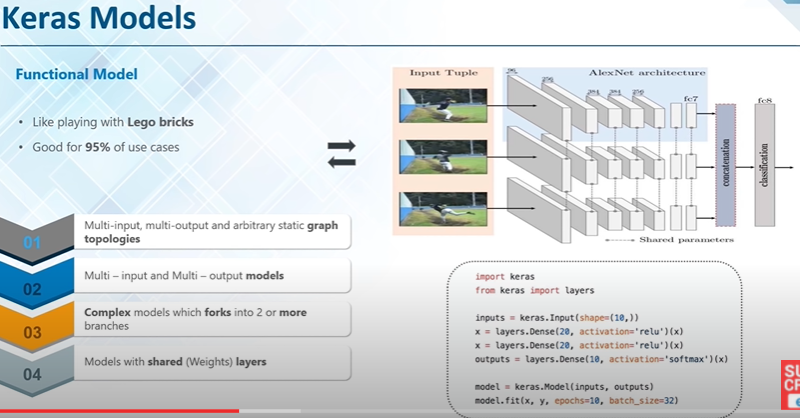 Keras Models
Functional Model
• Like playing with Lego bricks
• Good for 95% of use cases
01
Multi-input, multi-output and arbitrary static graph
topologies
02
Multi – input and Multi – output models
03
Complex models which forks into 2 or more
branches
04
Models with shared (Weights) layers
Input Tuple
AlexNet architecture
96
256
384
384
256
fc7
fc8
concatenation
classification
Shared parameters
import keras
from keras import layers
inputs = keras.Input(shape=(10,))
x = layers.Dense(20, activation='relu')(x)
x = layers.Dense(20, activation='relu')(x)
outputs = layers.Dense(10, activation='softmax')(x)
model = keras.Model(inputs, outputs)
model.fit(x, y, epochs=10, batch_size=32)